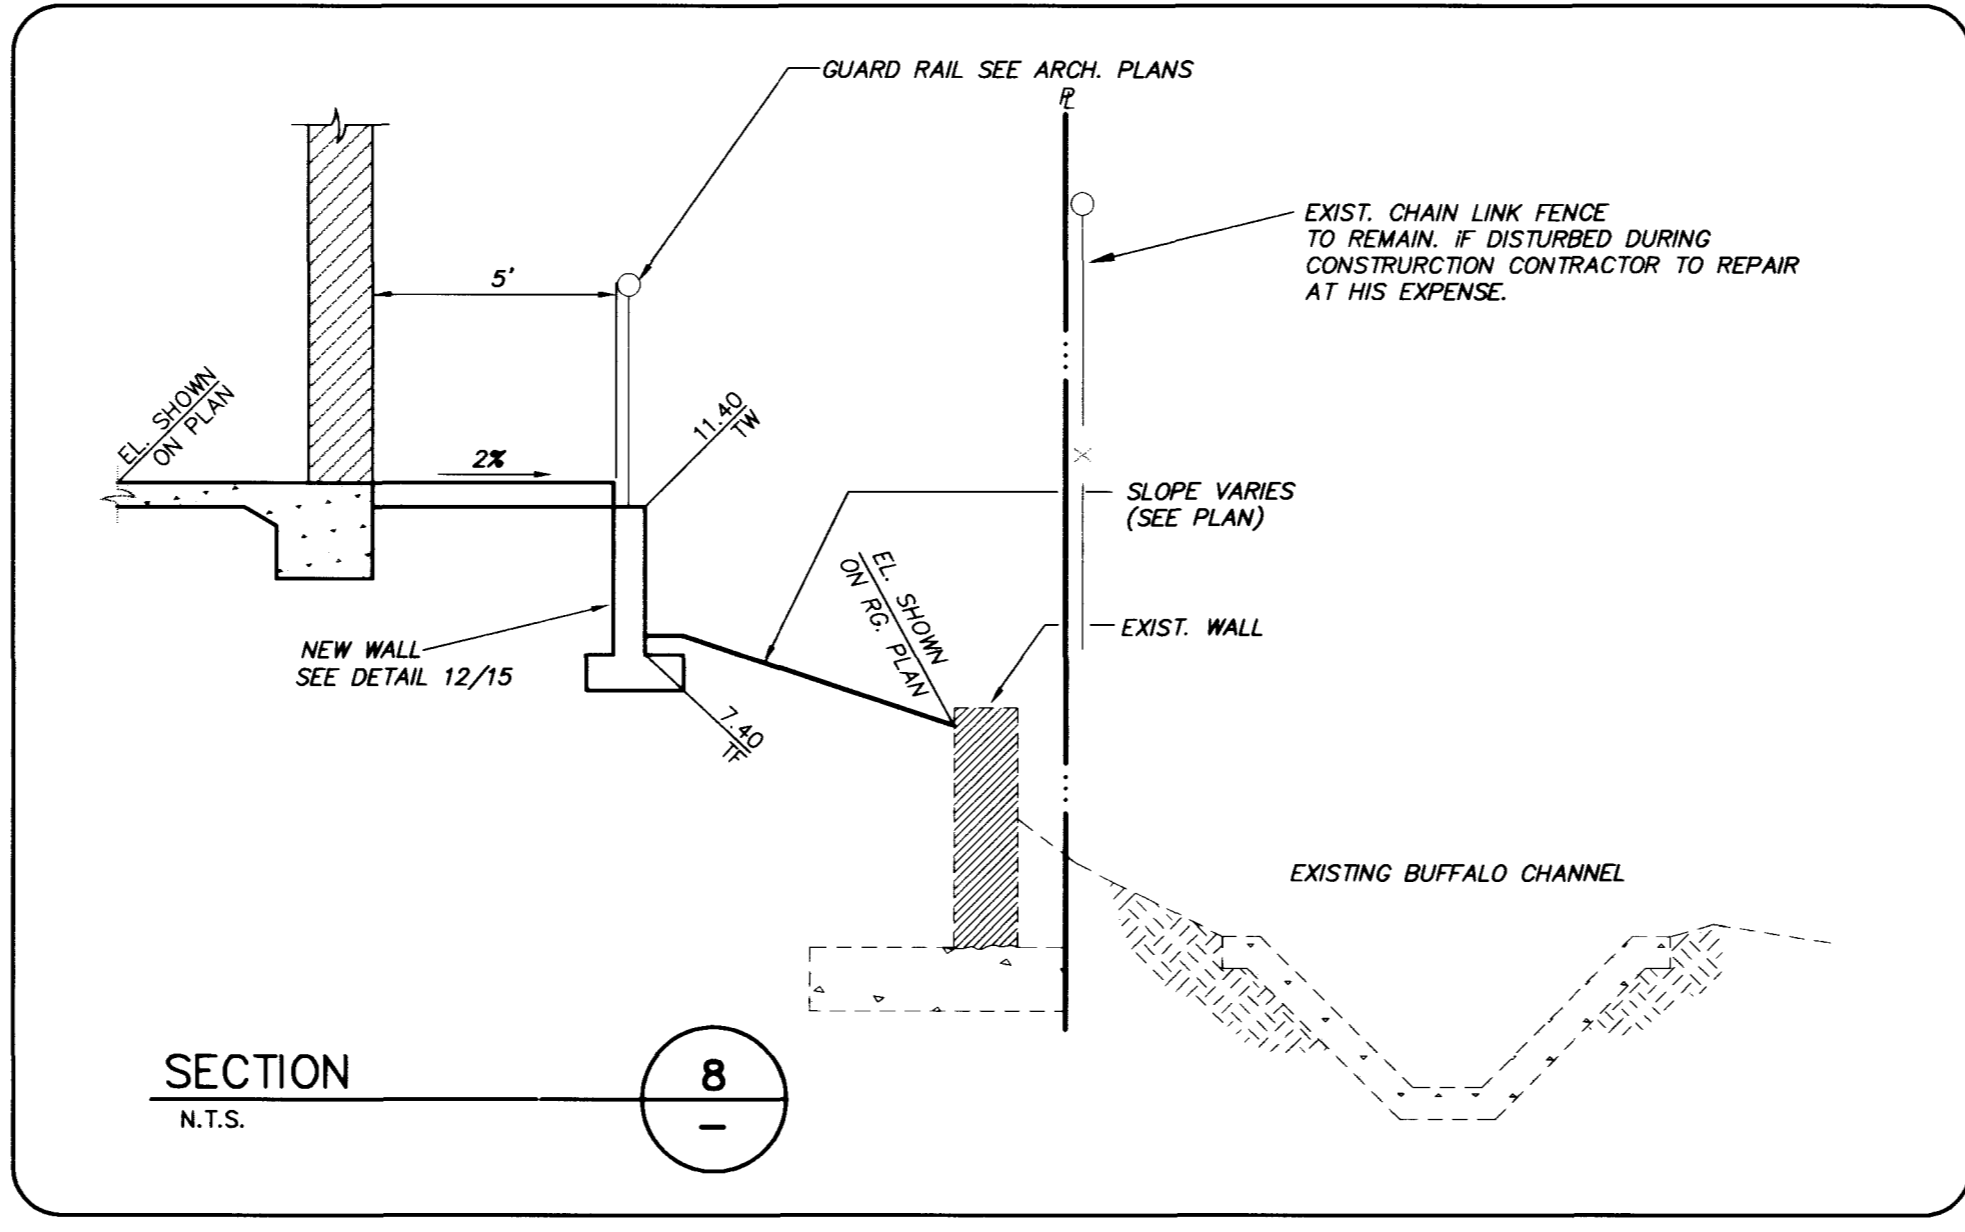 GUARD RAIL SEE ARCH. PLANS
PL
EXIST. CHAIN LINK FENCE
TO REMAIN. IF DISTURBED DURING
CONSTRURCTION CONTRACTOR TO REPAIR
AT HIS EXPENSE.
5'
EL. SHOWN
ON PLAN
11.40
TW
2%
SLOPE VARIES
(SEE PLAN)
EL. SHOWN
ON RG. PLAN
EXIST. WALL
NEW WALL
SEE DETAIL 12/15
7.40
TF
EXISTING BUFFALO CHANNEL
SECTION
N.T.S.
8
–